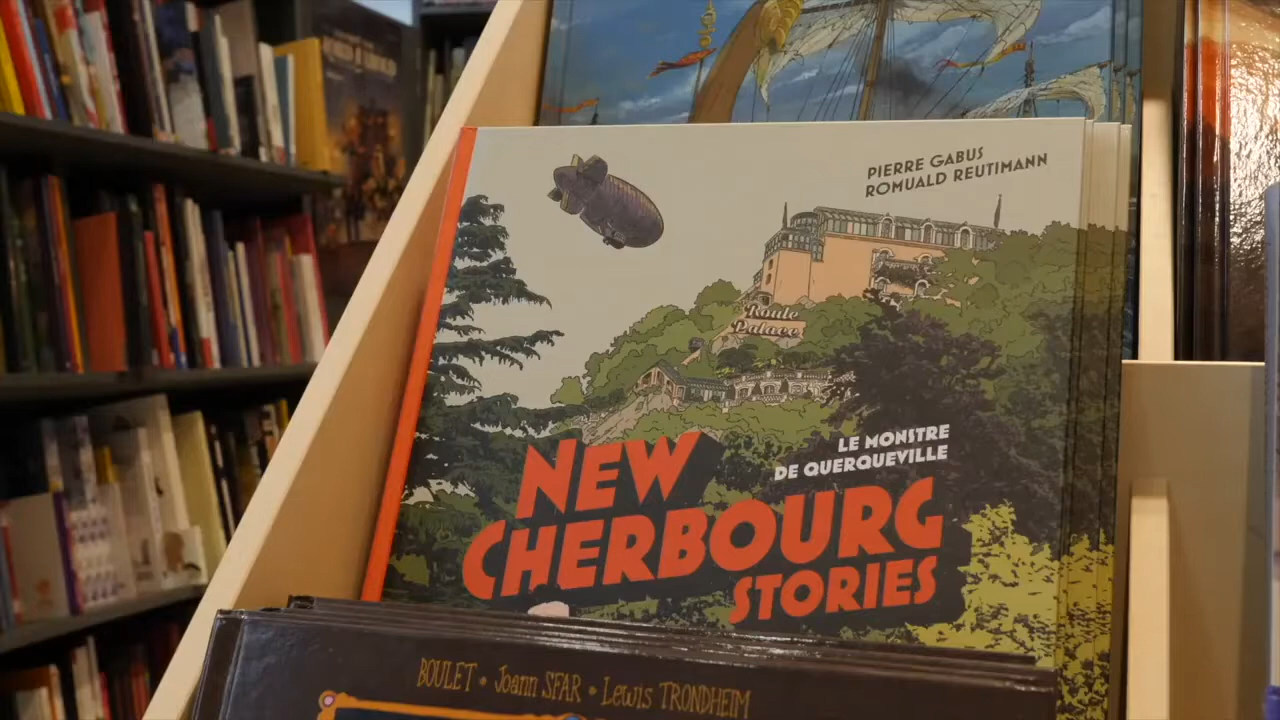 PIERRE GABUS
ROMUALD REUTIMANN
Roule
Palace
LE MONSTRE
DE QUERQUEVILLE
NEW
CHERBOURG
STORIES
BOULET • Joann SFAR • Lewis TRONDHEIM